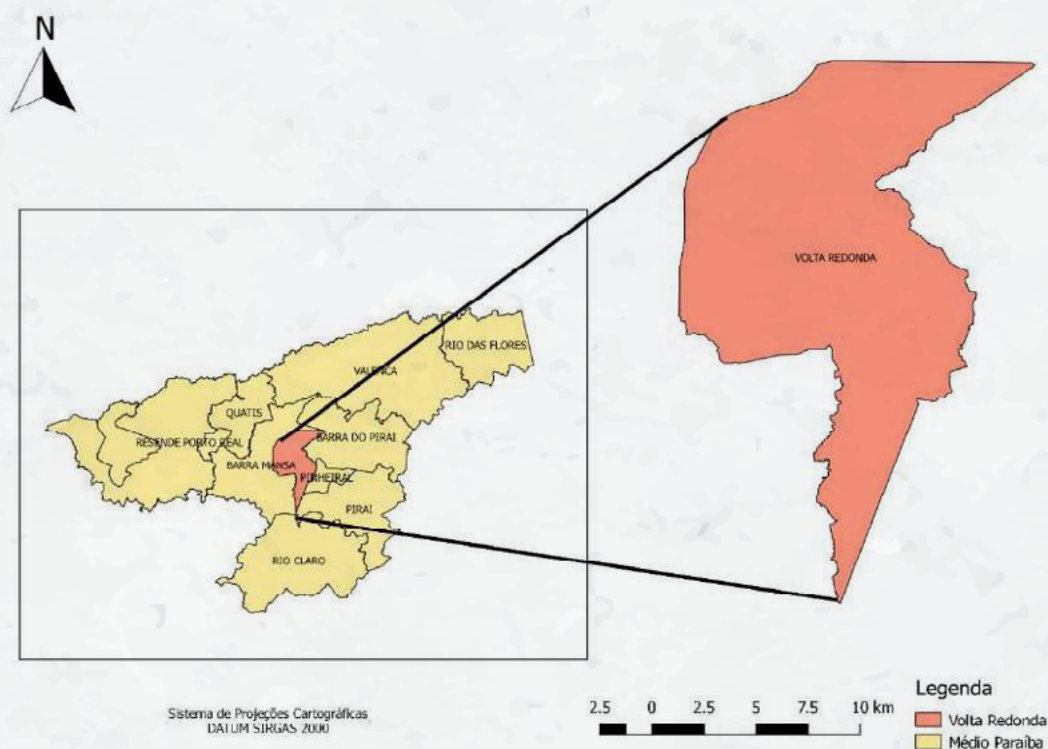 N
VOLTA REDONDA
RIO DAS FLORES
VALENÇA
QUATIS
RESENDE PORTO REAL
BARRA DO PIRAI
BARRA MANSA
PINHEIRAL
PIRAI
RIO CLARO
Sistema de Projeções Cartográficas
DATUM SIRGAS 2000
2.5 0 2.5 5 7.5 10 km
Legenda
Volta Redonda
Médio Paraíba